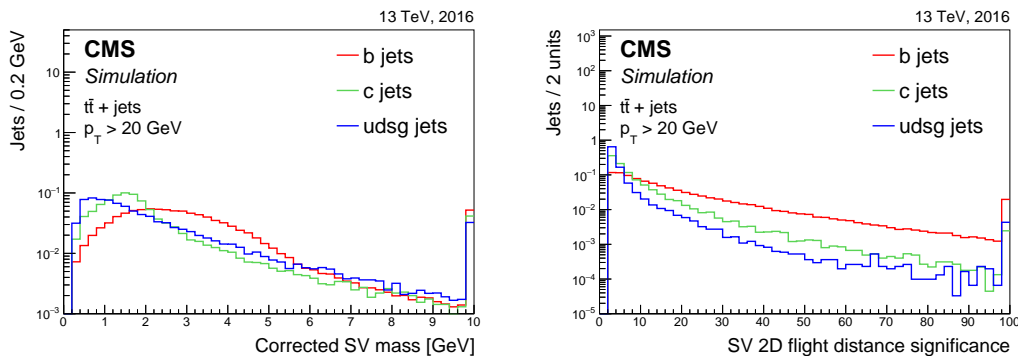 13 TeV, 2016
CMS
Simulation
tt̄ + jets
p_T > 20 GeV
b jets
c jets
udsg jets
Jets / 0.2 GeV
10
1
10⁻¹
10⁻²
10⁻³
0 1 2 3 4 5 6 7 8 9 10
Corrected SV mass [GeV]
13 TeV, 2016
CMS
Simulation
tt̄ + jets
p_T > 20 GeV
b jets
c jets
udsg jets
Jets / 2 units
10³
10²
10
1
10⁻¹
10⁻²
10⁻³
10⁻⁴
10⁻⁵
0 10 20 30 40 50 60 70 80 90 100
SV 2D flight distance significance